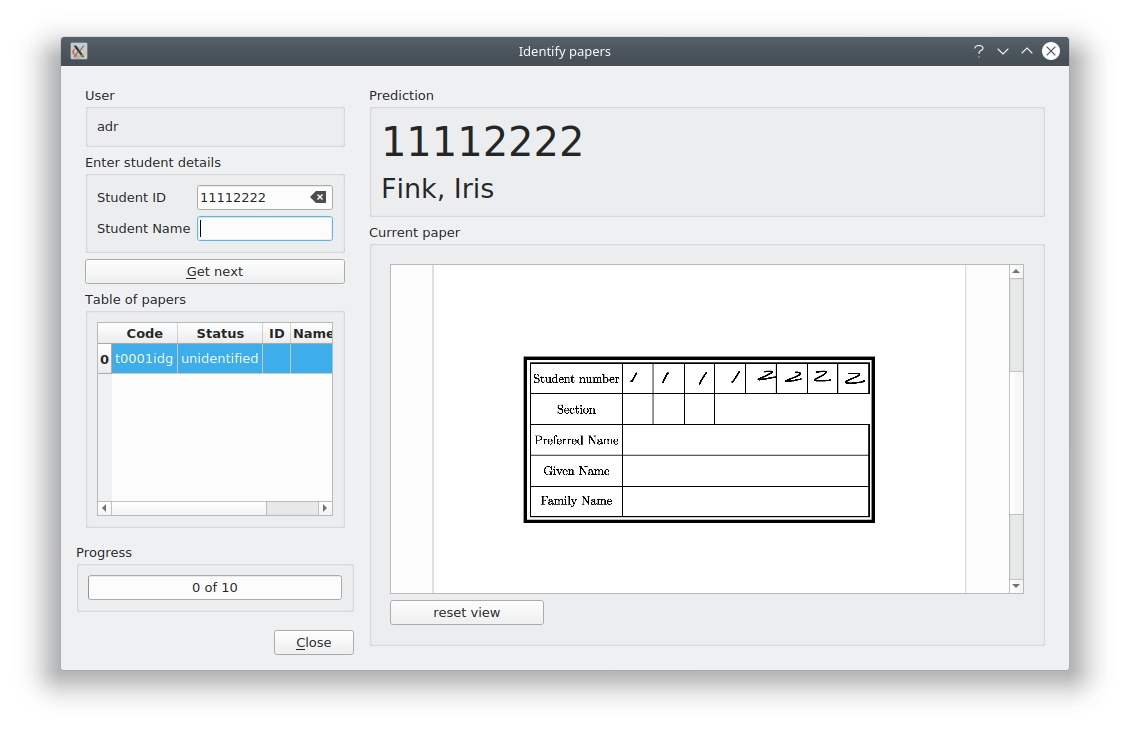 Identify papers
User
adr
Enter student details
Student ID 11112222
Student Name
Get next
Table of papers
Code Status ID Name
0 t0001idg unidentified
Progress
0 of 10
Close
Prediction
11112222
Fink, Iris
Current paper
Student number 1 1 1 1 2 2 2 2
Section
Preferred Name
Given Name
Family Name
reset view